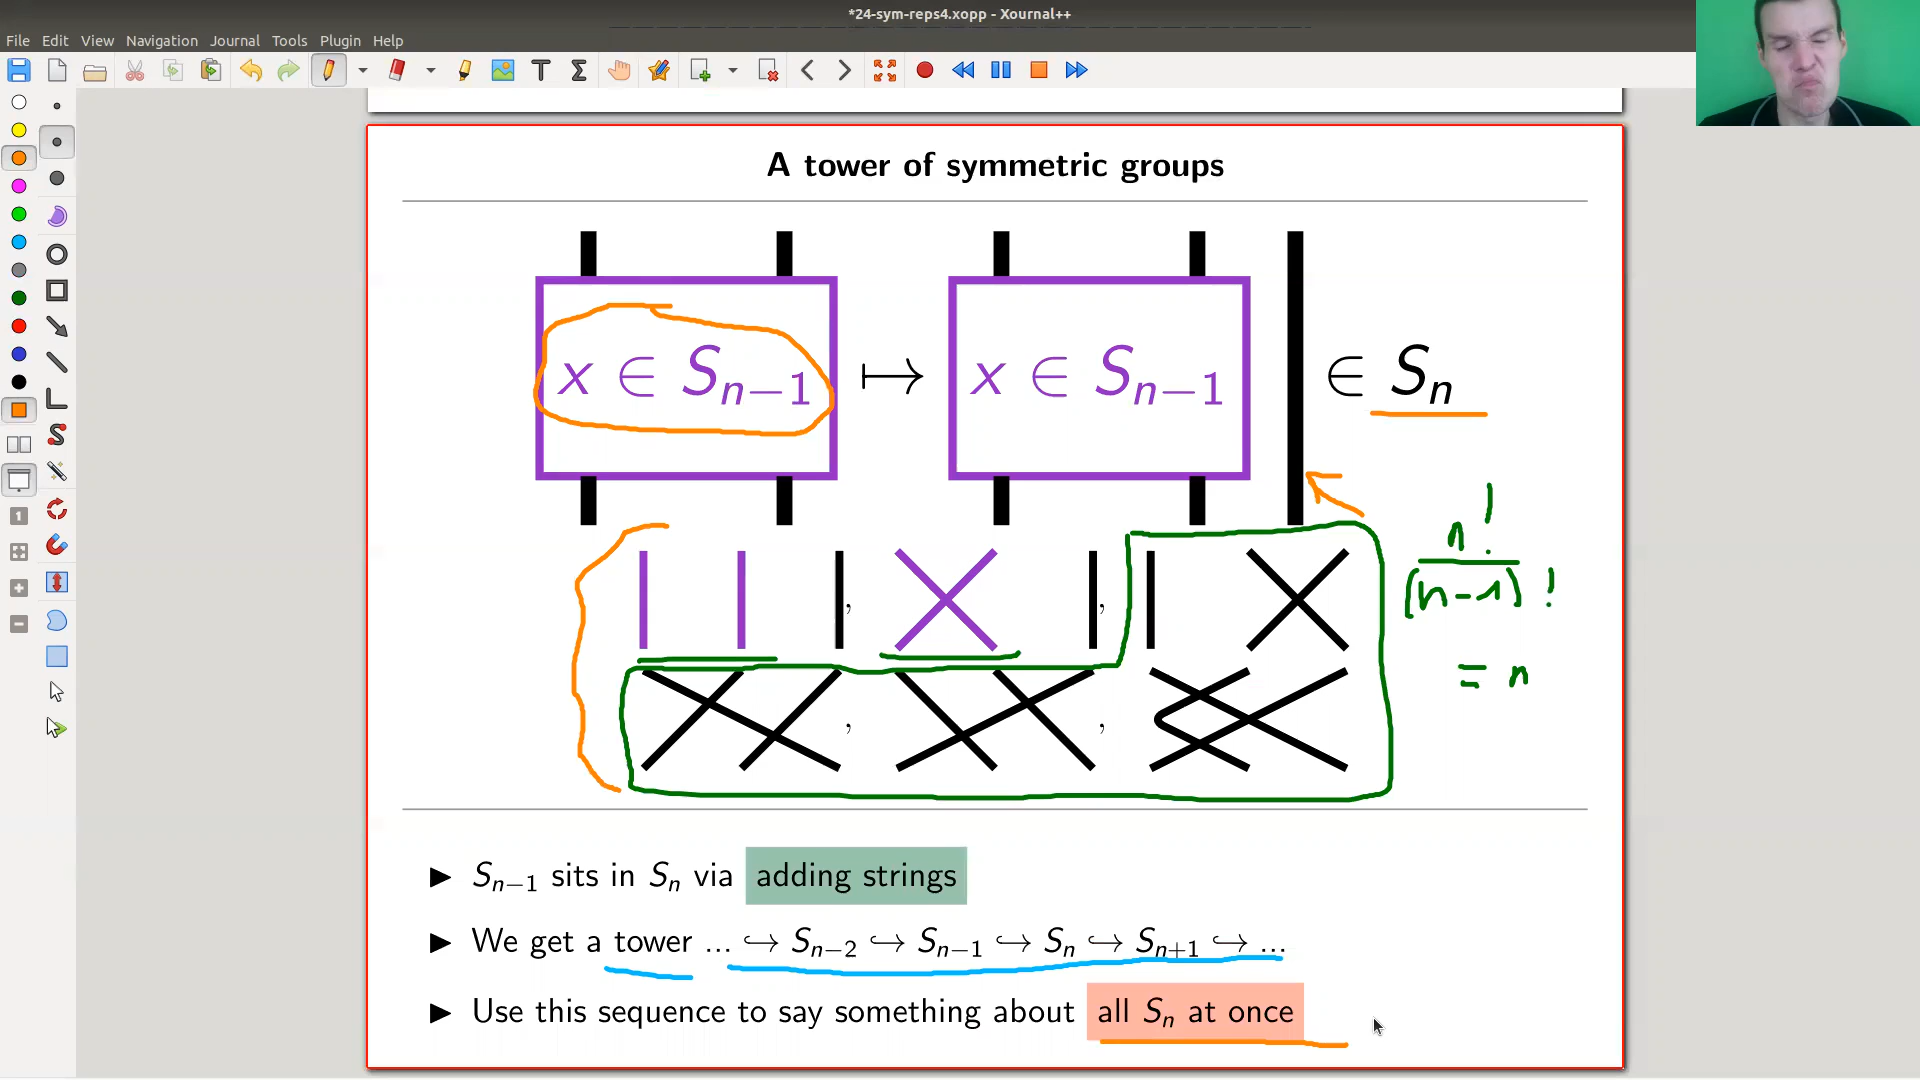 *24-sym-reps4.xopp - Xournal++
File Edit View Navigation Journal Tools Plugin Help
A tower of symmetric groups
x ∈ S_{n−1} ↦ x ∈ S_{n−1} ∈ S_n
n!
(n-1)!
= n
, ,
, ,
▶ S_{n−1} sits in S_n via adding strings
▶ We get a tower ... ↪ S_{n−2} ↪ S_{n−1} ↪ S_n ↪ S_{n+1} ↪ ...
▶ Use this sequence to say something about all S_n at once